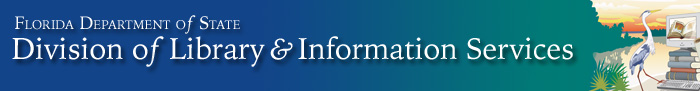 Florida Department of State
Division of Library & Information Services